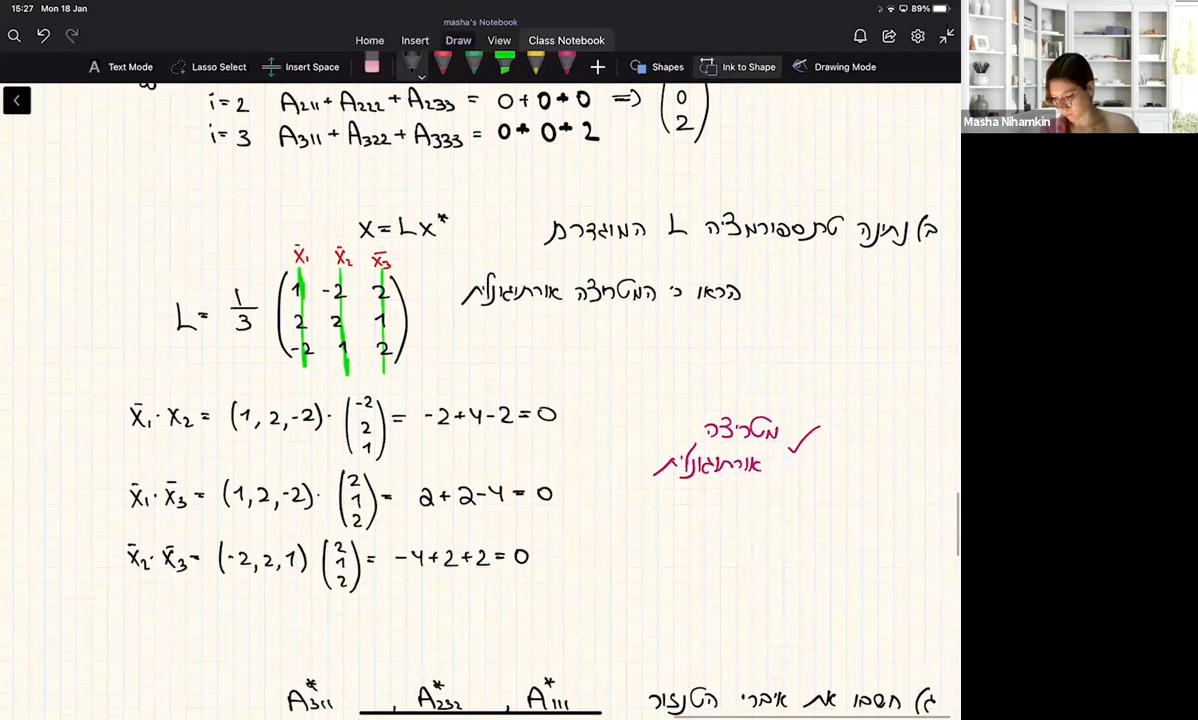 15:27 Mon 18 Jan
89%
masha's Notebook
Home Insert Draw View Class Notebook
Text Mode Lasso Select Insert Space Shapes Ink to Shape Drawing Mode
Masha Nihamkin
i=2 A₂₁₁+A₂₂₂+A₂₃₃ = 0+0+0 => (0
i=3 A₃₁₁+A₃₂₂+A₃₃₃ = 0+0+2 2)
ב) נתינה טרנספורמציה L המוגדרת x=Lx*
x̄₁ x̄₂ x̄₃
הראו כי המטריצה אורתוגונלית
L= 1/3 (1 -2 2
2 2 1
-2 1 2)
x̄₁·x₂= (1,2,-2)·(-2 2 1)= -2+4-2=0
מטריצה אורתוגונלית ✓
x̄₁·x̄₃= (1,2,-2)·(2 1 2)= 2+2-4=0
x̄₂·x̄₃= (-2,2,1)(2 1 2)= -4+2+2=0
ג) חשבו את איברי הטנזור A*₃₁₁ , A*₂₃₂ , A*₁₁₁